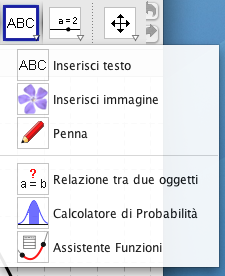 ABC a = 2
ABC Inserisci testo
Inserisci immagine
Penna
? a = b Relazione tra due oggetti
Calcolatore di Probabilità
Assistente Funzioni